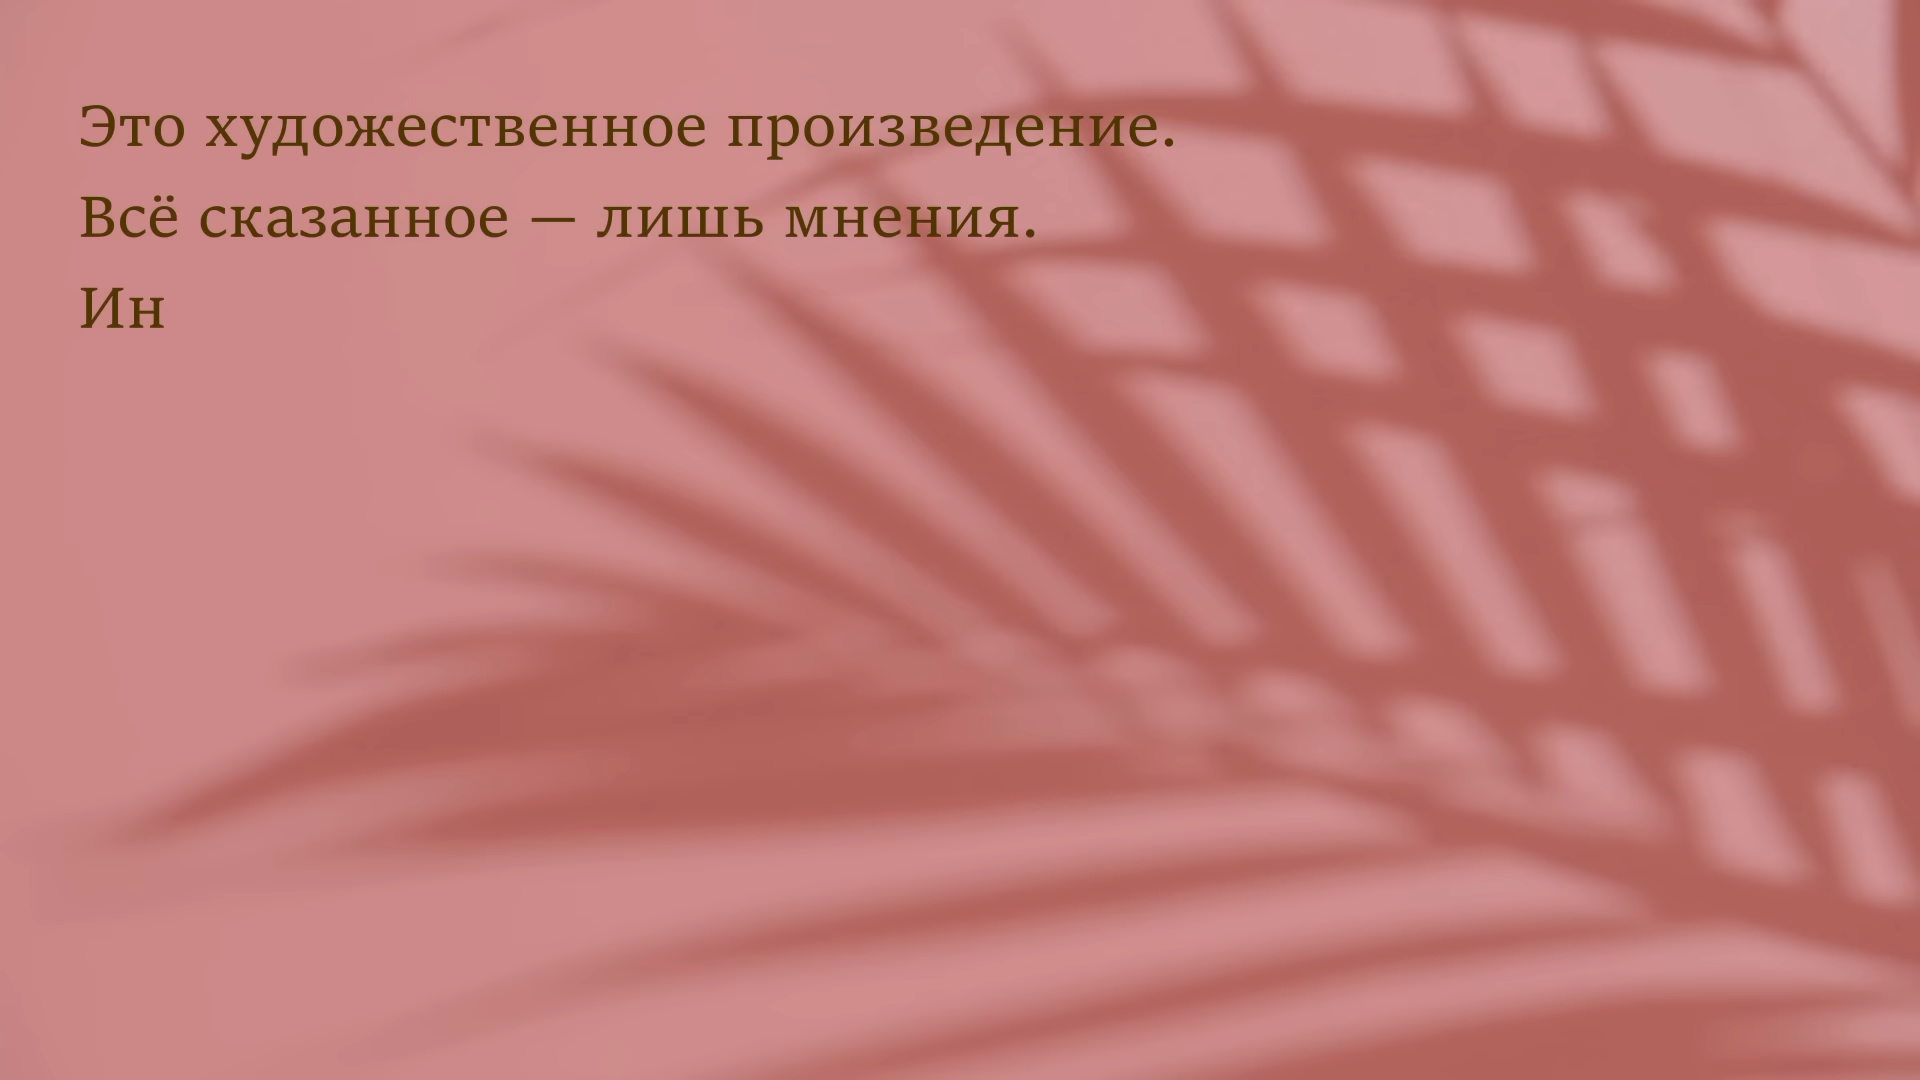 Это художественное произведение.
Всё сказанное — лишь мнения.
Ин